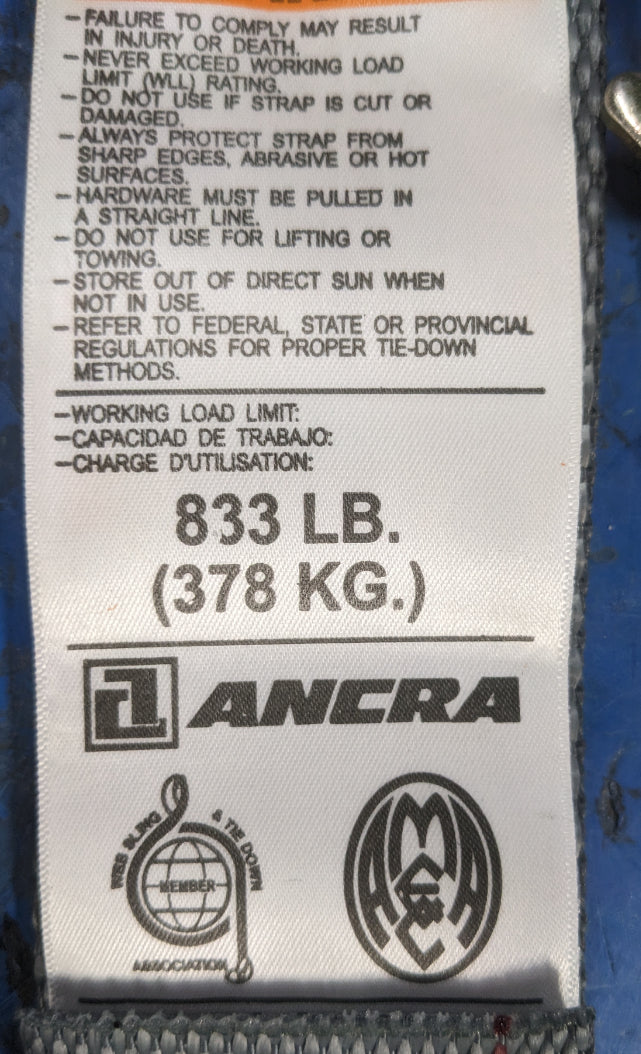 –FAILURE TO COMPLY MAY RESULT
IN INJURY OR DEATH.
–NEVER EXCEED WORKING LOAD
LIMIT (WLL) RATING.
–DO NOT USE IF STRAP IS CUT OR
DAMAGED.
–ALWAYS PROTECT STRAP FROM
SHARP EDGES, ABRASIVE OR HOT
SURFACES.
–HARDWARE MUST BE PULLED IN
A STRAIGHT LINE.
–DO NOT USE FOR LIFTING OR
TOWING.
–STORE OUT OF DIRECT SUN WHEN
NOT IN USE.
–REFER TO FEDERAL, STATE OR PROVINCIAL
REGULATIONS FOR PROPER TIE-DOWN
METHODS.
–WORKING LOAD LIMIT:
–CAPACIDAD DE TRABAJO:
–CHARGE D'UTILISATION:
833 LB.
(378 KG.)
ANCRA
WEB SLING & TIE DOWN
MEMBER
ASSOCIATION